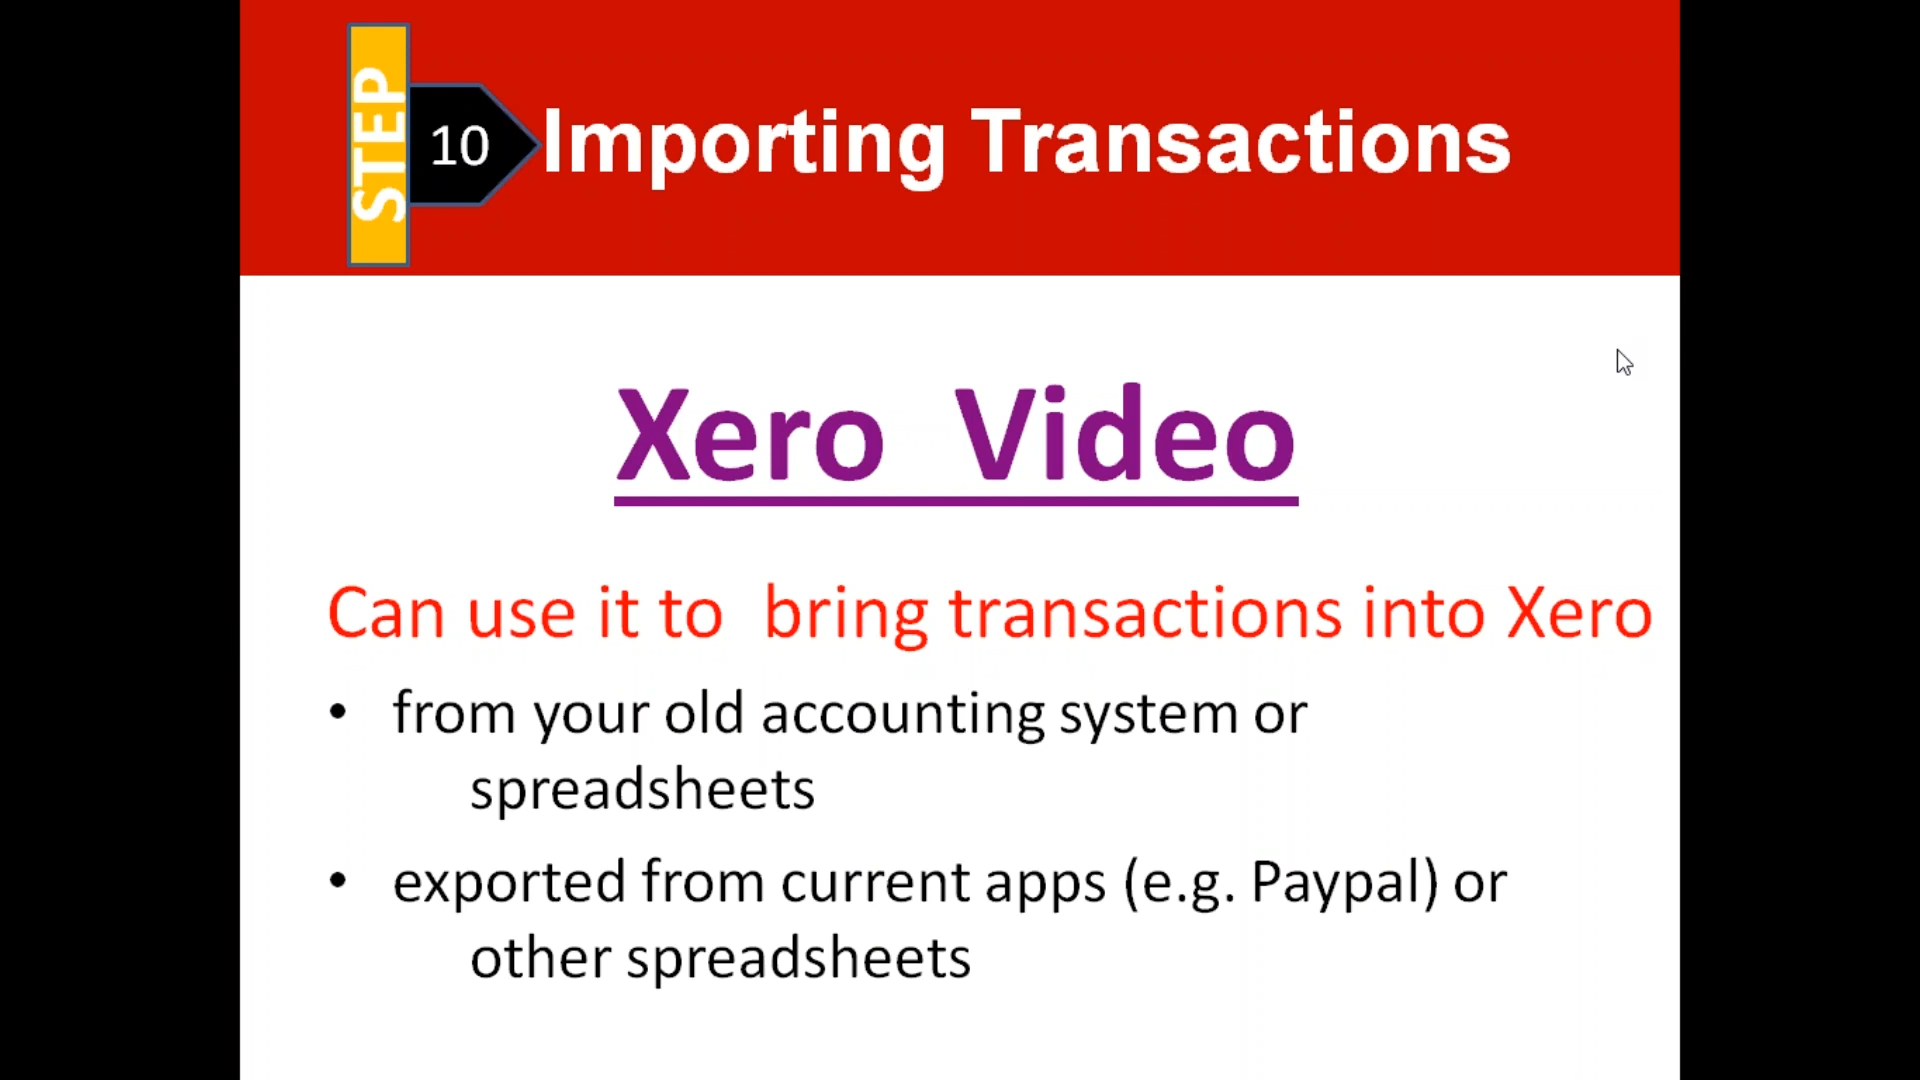 STEP
10
Importing Transactions
Xero Video
Can use it to bring transactions into Xero
• from your old accounting system or
spreadsheets
• exported from current apps (e.g. Paypal) or
other spreadsheets